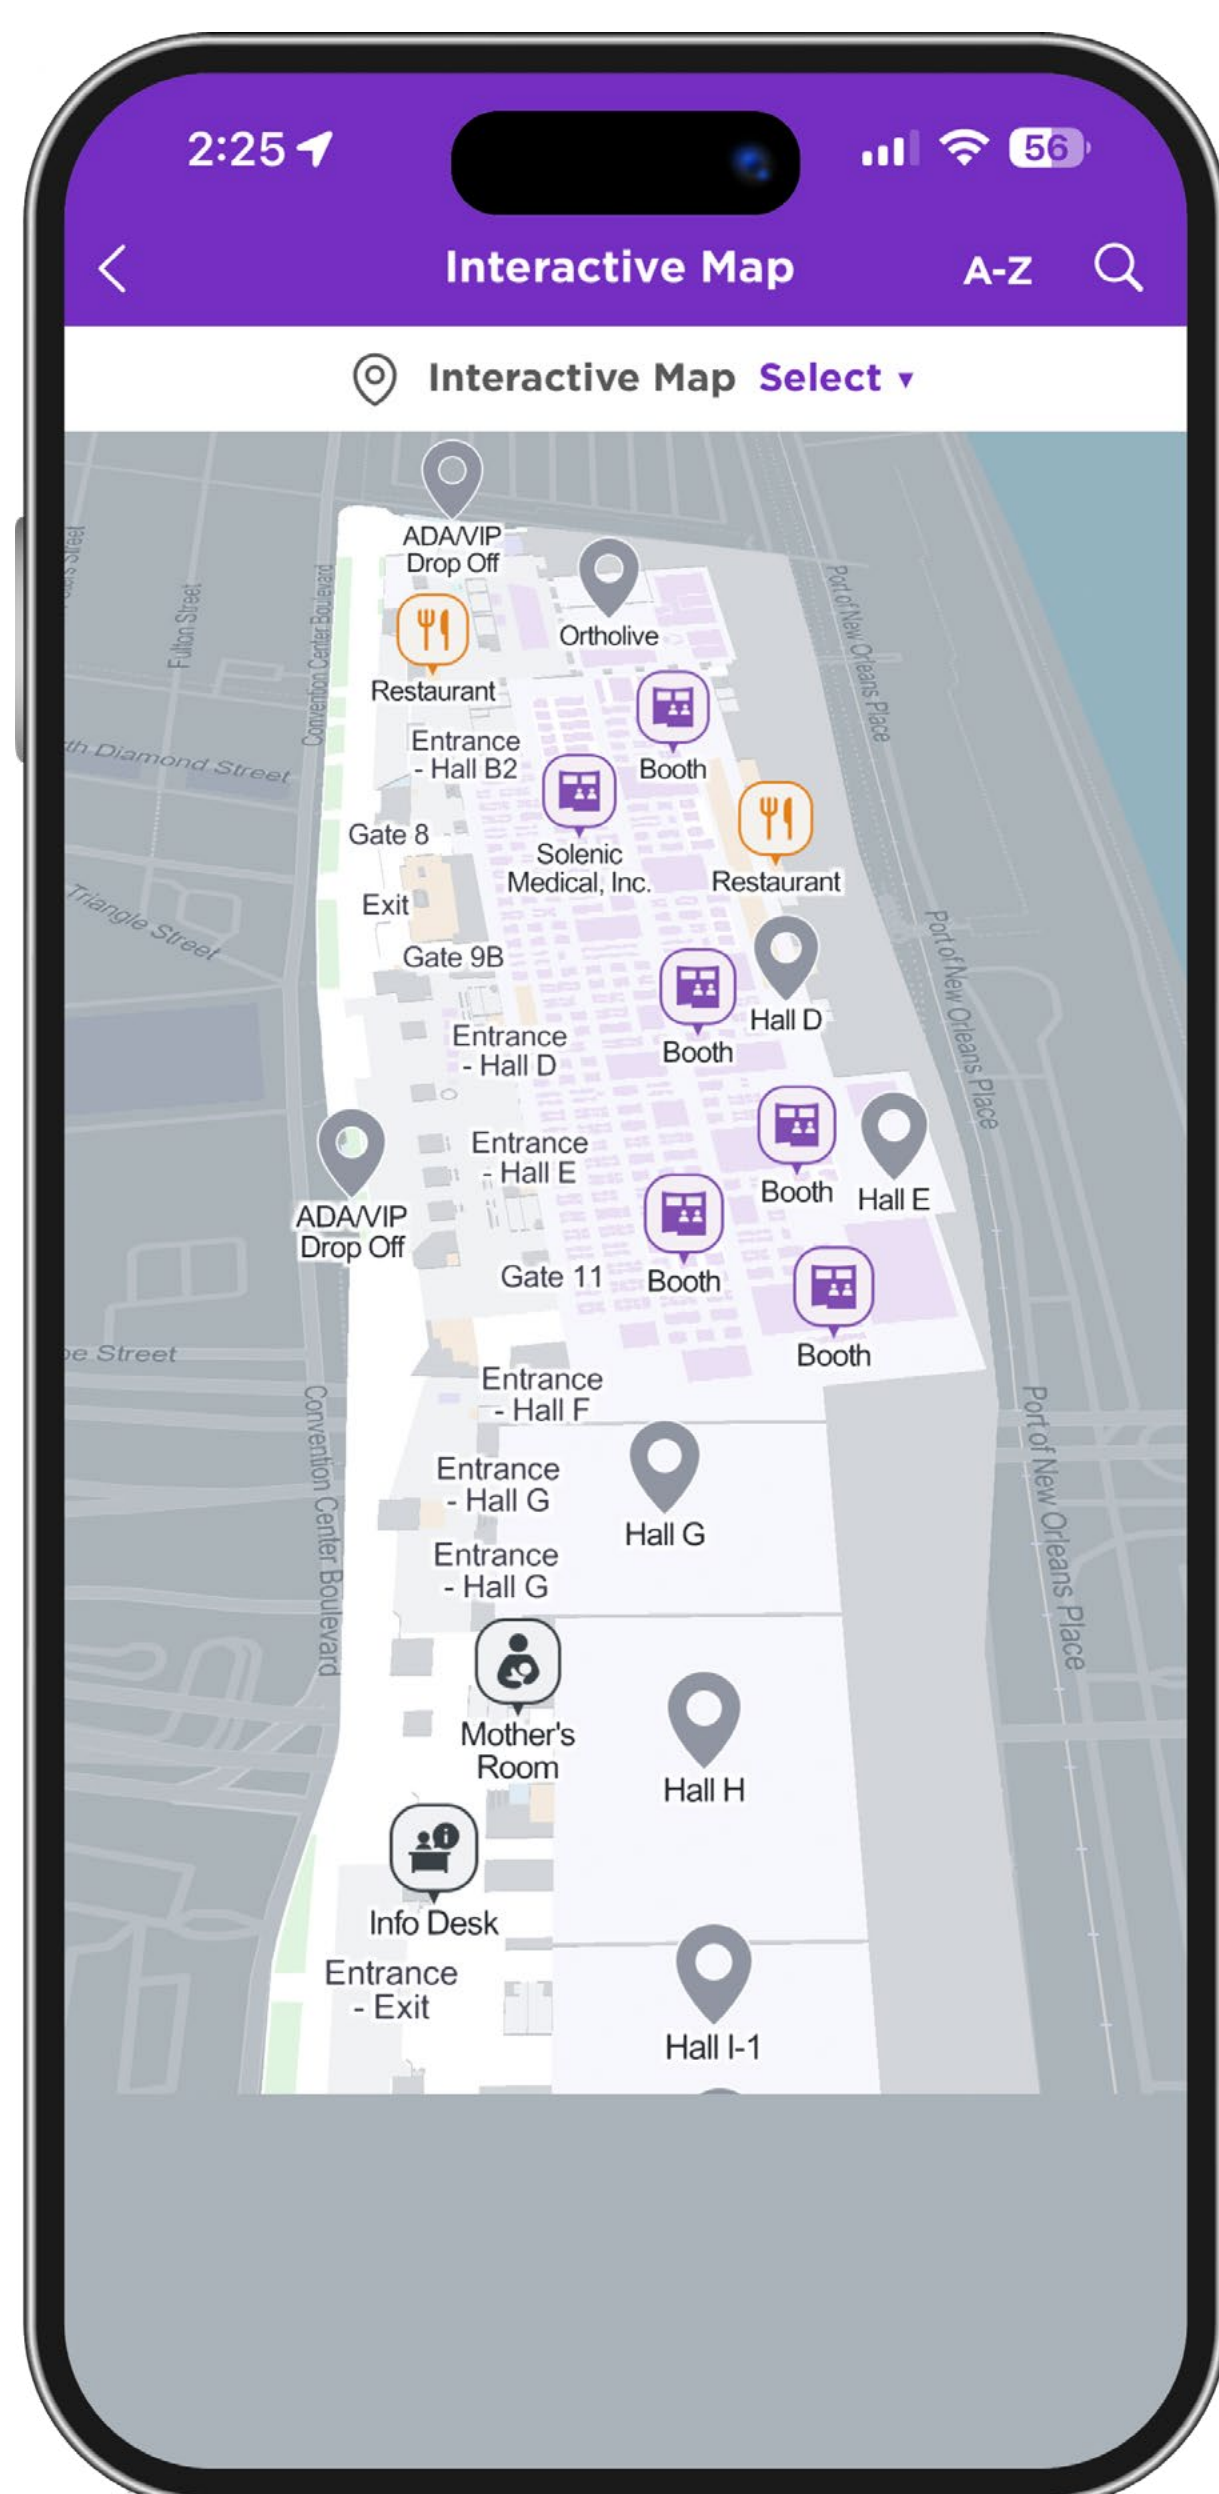 2:25
56
Interactive Map
A-Z
Interactive Map Select ▾
ADA/VIP
Drop Off
Ortholive
Restaurant
Entrance
- Hall B2
Booth
Gate 8
Solenic
Medical, Inc.
Restaurant
Exit
Gate 9B
Hall D
Entrance
- Hall D
Booth
Entrance
- Hall E
Booth
Hall E
ADA/VIP
Drop Off
Gate 11
Booth
Booth
Entrance
- Hall F
Entrance
- Hall G
Hall G
Entrance
- Hall G
Mother's
Room
Hall H
Info Desk
Entrance
- Exit
Hall I-1
Street
Fulton Street
Convention Center Boulevard
Port of New Orleans Place
Diamond Street
Triangle Street
Port of New Orleans Place
Street
Convention Center Boulevard
Port of New Orleans Place